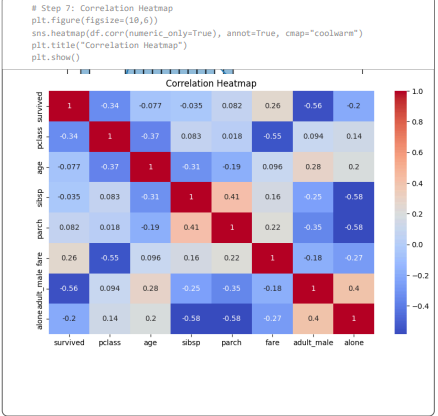 # Step 7: Correlation Heatmap
plt.figure(figsize=(10,6))
sns.heatmap(df.corr(numeric_only=True), annot=True, cmap="coolwarm")
plt.title("Correlation Heatmap")
plt.show()
Correlation Heatmap
survived 1 -0.34 -0.077 -0.035 0.082 0.26 -0.56 -0.2
pclass -0.34 1 -0.37 0.083 0.018 -0.55 0.094 0.14
age -0.077 -0.37 1 -0.31 -0.19 0.096 0.28 0.2
sibsp -0.035 0.083 -0.31 1 0.41 0.16 -0.25 -0.58
parch 0.082 0.018 -0.19 0.41 1 0.22 -0.35 -0.58
fare 0.26 -0.55 0.096 0.16 0.22 1 -0.18 -0.27
adult_male -0.56 0.094 0.28 -0.25 -0.35 -0.18 1 0.4
alone -0.2 0.14 0.2 -0.58 -0.58 -0.27 0.4 1
survived pclass age sibsp parch fare adult_male alone
1.0
0.8
0.6
0.4
0.2
0.0
−0.2
−0.4